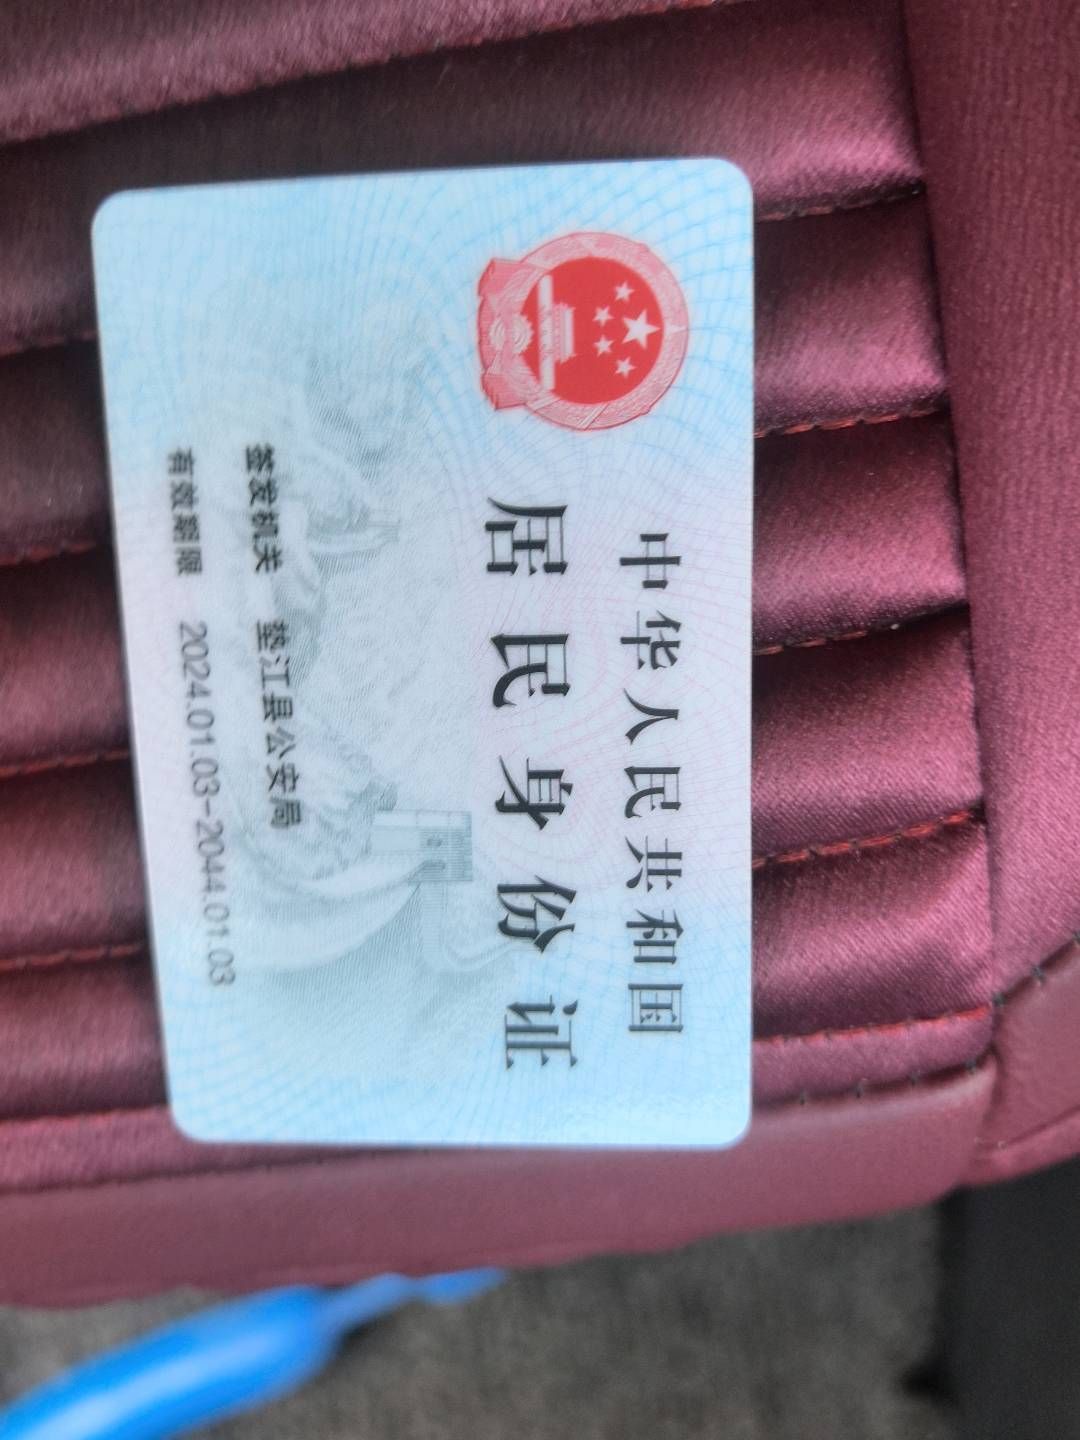 中华人民共和国
居民身份证
签发机关 垫江县公安局
有效期限 2024.01.03-2044.01.03